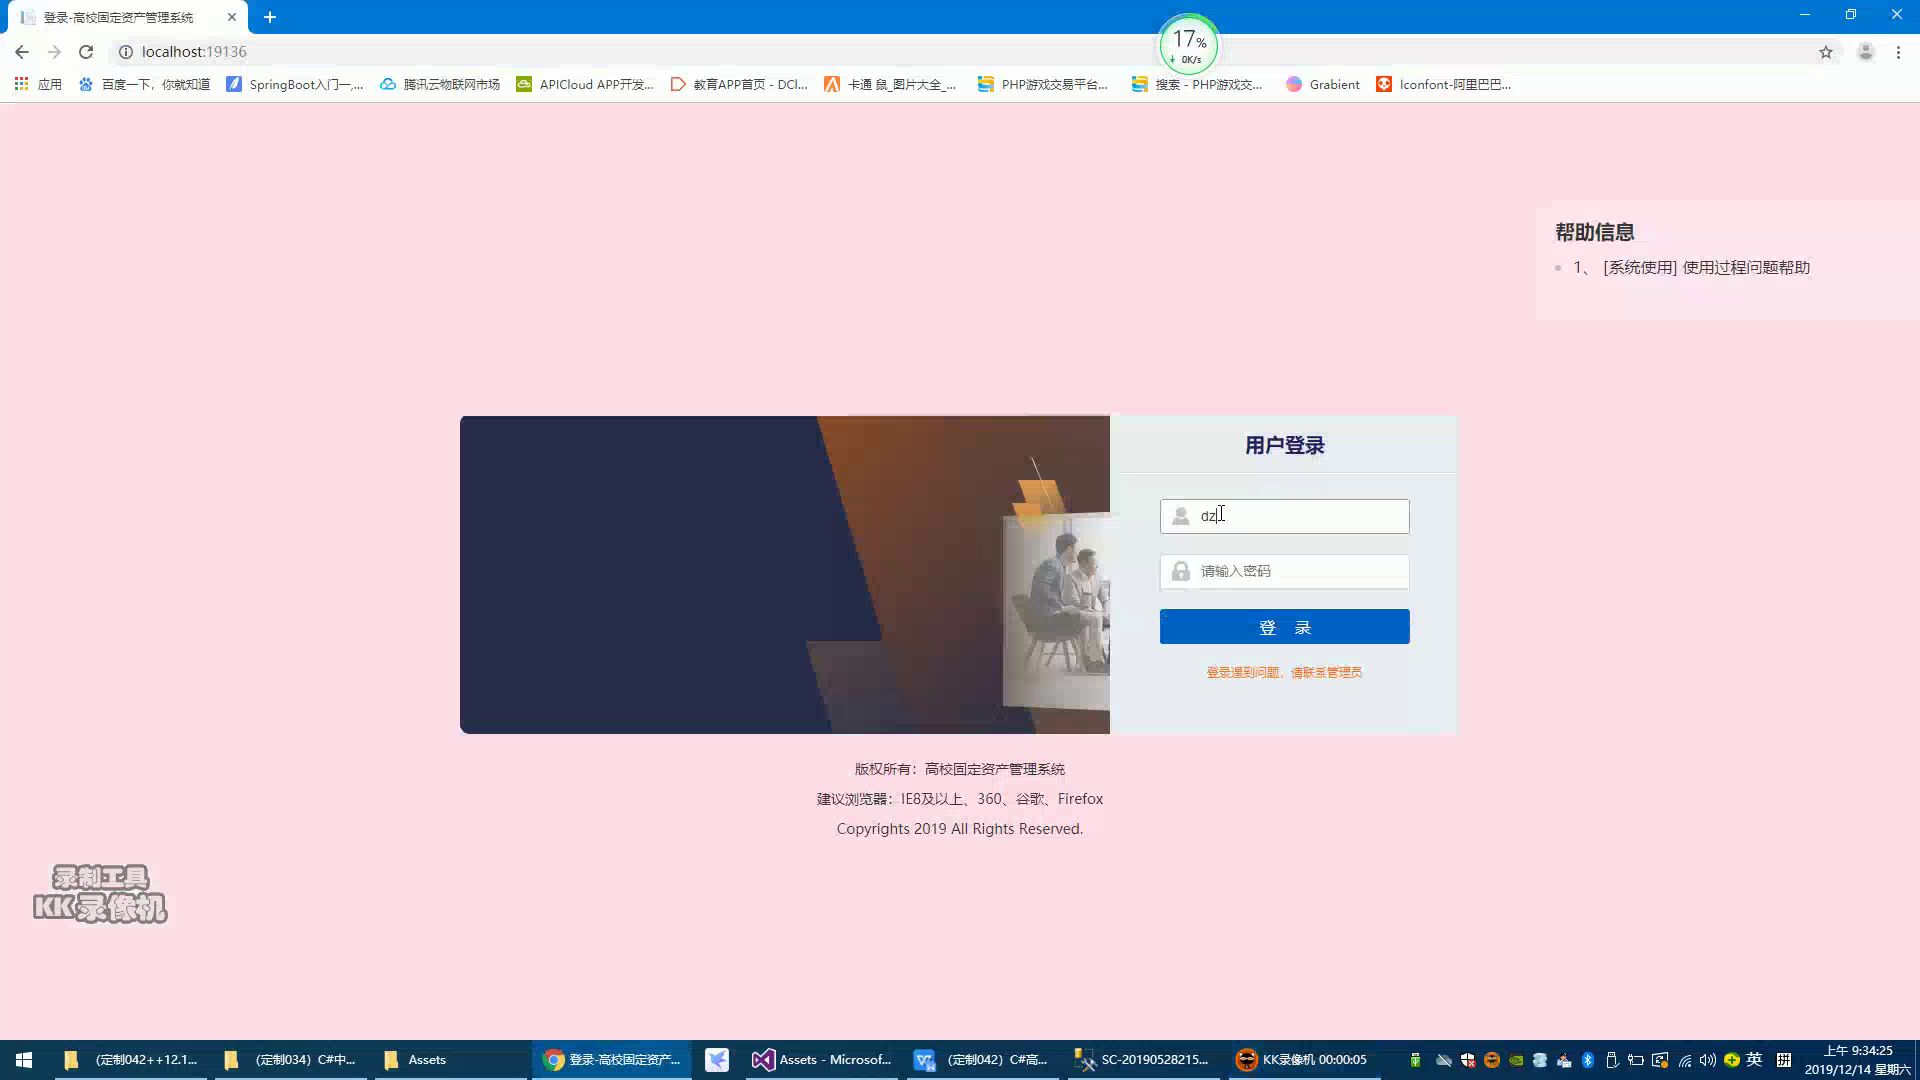 登录-高校固定资产管理系统
localhost:19136
17%
0K/s
应用
百度一下，你就知道
SpringBoot入门一,...
腾讯云物联网市场
APICloud APP开发...
教育APP首页 - DCl...
卡通 鼠_图片大全_...
PHP游戏交易平台...
搜索 - PHP游戏交...
Grabient
Iconfont-阿里巴巴...
帮助信息
1、 [系统使用] 使用过程问题帮助
用户登录
dz
请输入密码
登 录
登录遇到问题，请联系管理员
版权所有：高校固定资产管理系统
建议浏览器：IE8及以上、360、谷歌、Firefox
Copyrights 2019 All Rights Reserved.
录制工具
KK录像机
(定制042++12.1...
(定制034）C#中...
Assets
登录-高校固定资产...
Assets - Microsof...
(定制042）C#高...
SC-20190528215...
KK录像机 00:00:05
英
拼
上午 9:34:25
2019/12/14 星期六